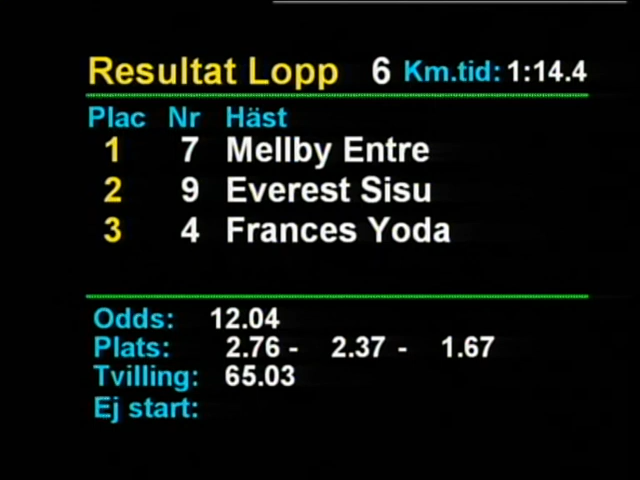 Resultat Lopp 6 Km.tid: 1:14.4
Plac Nr Häst
1 7 Mellby Entre
2 9 Everest Sisu
3 4 Frances Yoda
Odds: 12.04
Plats: 2.76 - 2.37 - 1.67
Tvilling: 65.03
Ej start: